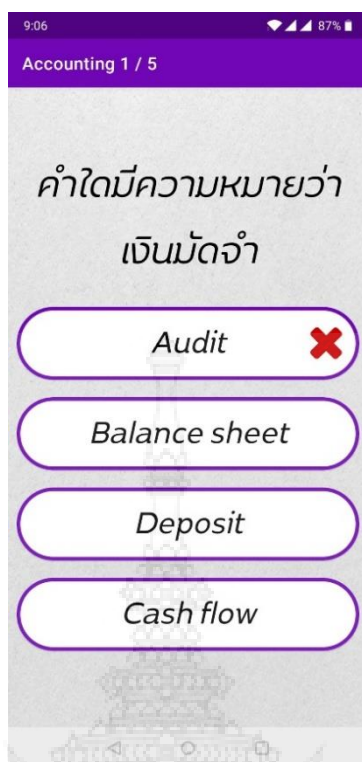 9:06 87%
Accounting 1 / 5
คำใดมีความหมายว่า
เงินมัดจำ
Audit
Balance sheet
Deposit
Cash flow